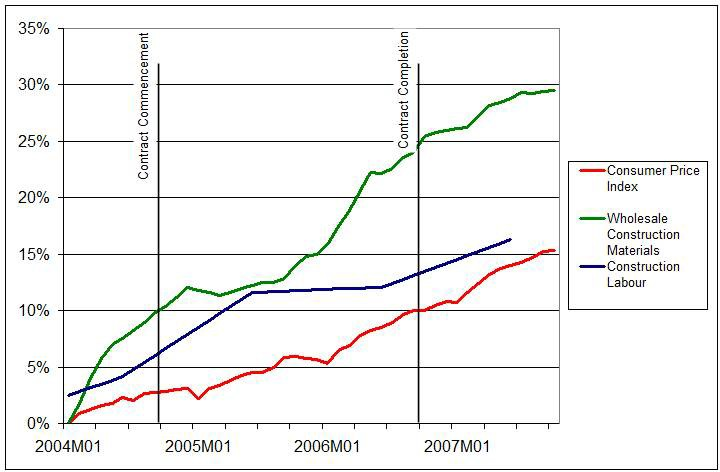 35%
30%
25%
20%
15%
10%
5%
0%
2004M01
2005M01
2006M01
2007M01
Contract Commencement
Contract Completion
Consumer Price
Index
Wholesale
Construction
Materials
Construction
Labour